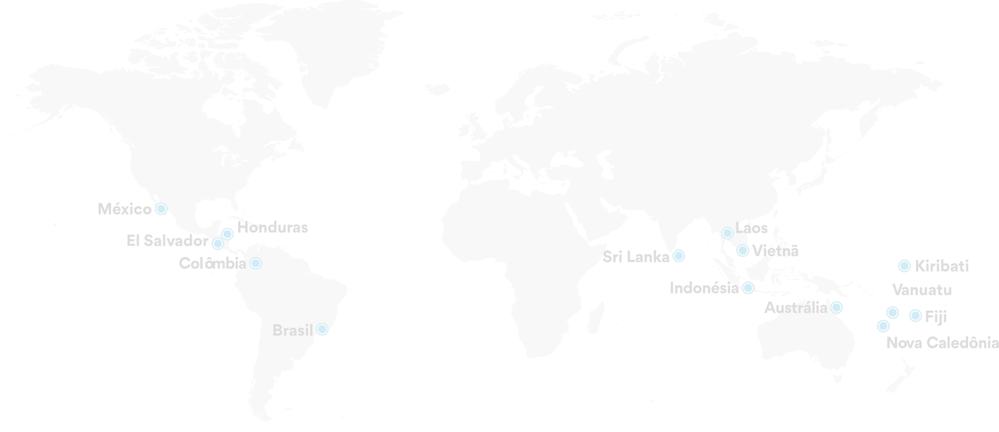 México
Honduras
El Salvador
Colômbia
Brasil
Laos
Vietnã
Sri Lanka
Indonésia
Austrália
Kiribati
Vanuatu
Fiji
Nova Caledônia